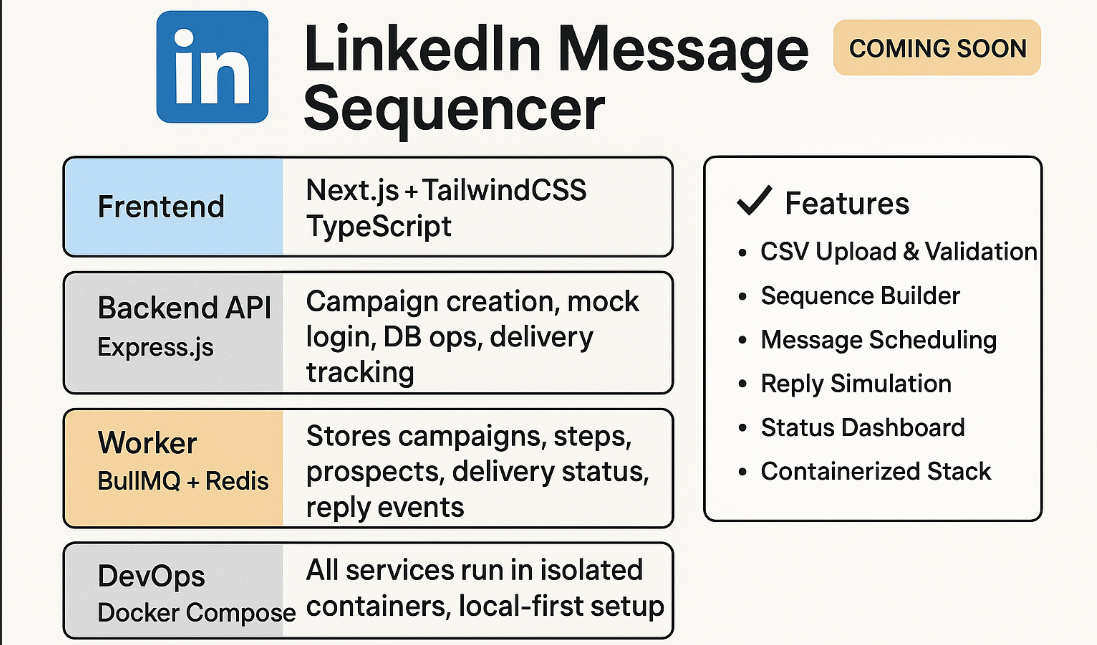 in
LinkedIn Message
Sequencer
COMING SOON
Frentend
Next.js + TailwindCSS
TypeScript
Backend API
Express.js
Campaign creation, mock
login, DB ops, delivery
tracking
Worker
BullMQ + Redis
Stores campaigns, steps,
prospects, delivery status,
reply events
DevOps
Docker Compose
All services run in isolated
containers, local-first setup
✓ Features
• CSV Upload & Validation
• Sequence Builder
• Message Scheduling
• Reply Simulation
• Status Dashboard
• Containerized Stack